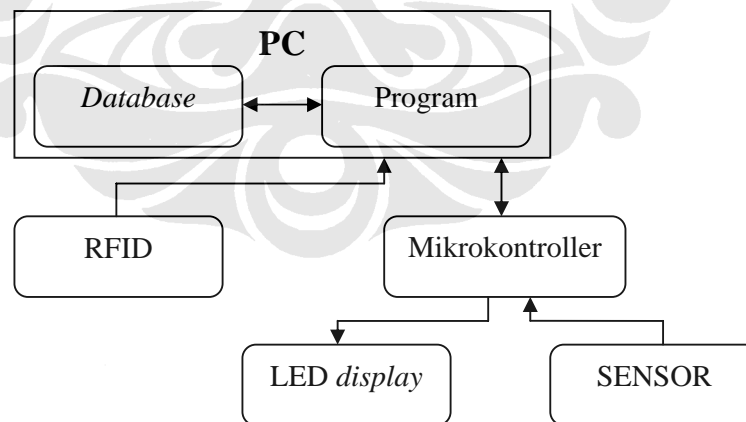 PC
Database
Program
RFID
Mikrokontroller
LED display
SENSOR